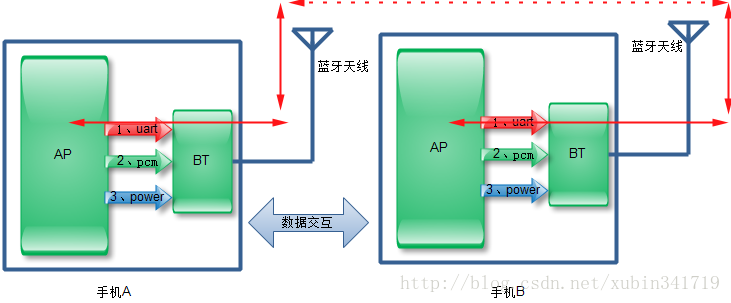 蓝牙天线
蓝牙天线
AP
1、uart
2、pcm
3、power
BT
AP
1、uart
2、pcm
3、power
BT
数据交互
手机A
手机B
http://blog.csdn.net/xubin341719